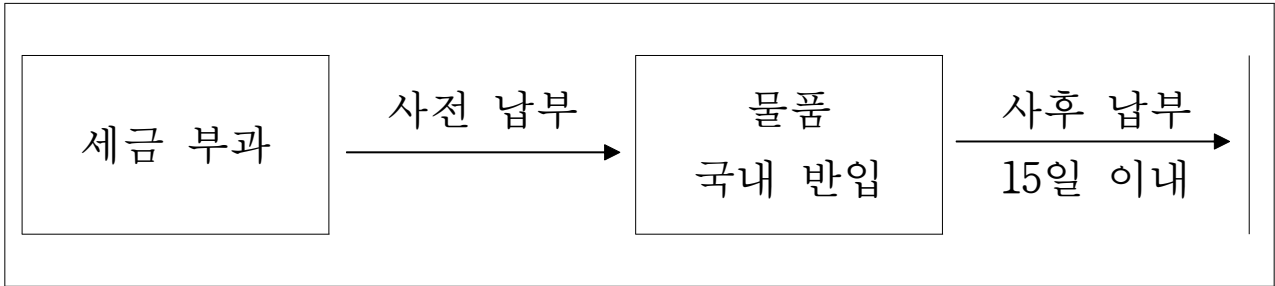 세금 부과
사전 납부
물품
국내 반입
사후 납부
15일 이내